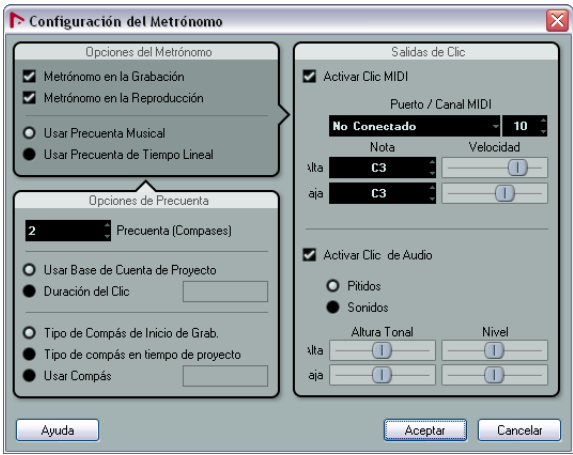 Configuración del Metrónomo
Opciones del Metrónomo
Metrónomo en la Grabación
Metrónomo en la Reproducción
Usar Precuenta Musical
Usar Precuenta de Tiempo Lineal
Opciones de Precuenta
2 Precuenta (Compases)
Usar Base de Cuenta de Proyecto
Duración del Clic
Tipo de Compás de Inicio de Grab.
Tipo de compás en tiempo de proyecto
Usar Compás
Salidas de Clic
Activar Clic MIDI
Puerto / Canal MIDI
No Conectado 10
Nota Velocidad
Alta C3
aja C3
Activar Clic de Audio
Pitidos
Sonidos
Altura Tonal Nivel
Alta
aja
Ayuda Aceptar Cancelar